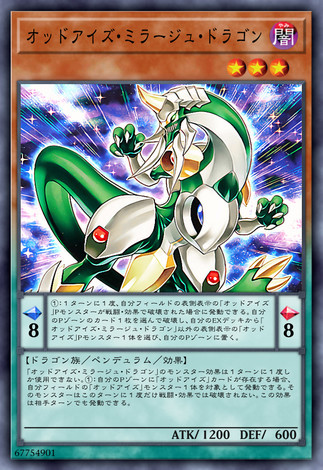 オッドアイズ・ミラージュ・ドラゴン
闇
やみ
①:1ターンに1度、自分フィールドの表側表示の「オッドアイズ
」Pモンスターが戦闘・効果で破壊された場合に発動できる。自分
のPゾーンのカード1枚を選んで破壊し、自分のEXデッキから「
オッドアイズ・ミラージュ・ドラゴン」以外の表側表示の「オッド
アイズ」Pモンスター1体を選び、自分のPゾーンに置く。
8
8
【ドラゴン族/ペンデュラム/効果】
「オッドアイズ・ミラージュ・ドラゴン」のモンスター効果は1ターンに1度し
か使用できない。①:自分のPゾーンに「オッドアイズ」カードが存在する場合、
自分フィールドの「オッドアイズ」モンスター1体を対象として発動できる。そ
のモンスターはこのターンに1度だけ戦闘・効果では破壊されない。この効果
は相手ターンでも発動できる。
ATK/ 1200 DEF/ 600
67754901